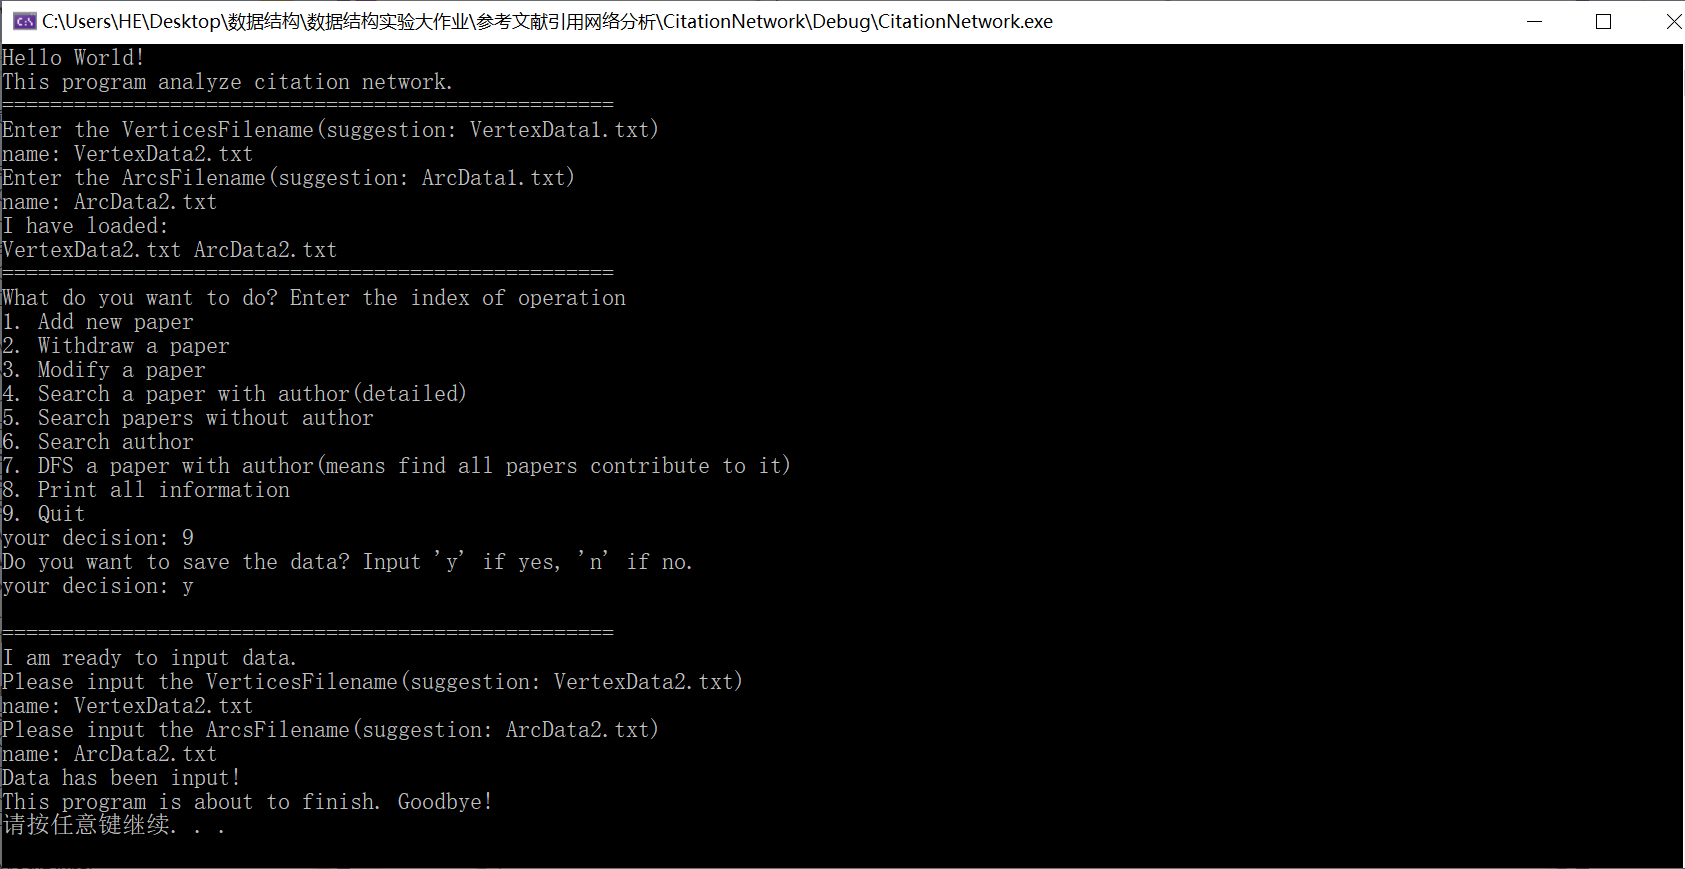 C:\Users\HE\Desktop\数据结构\数据结构实验大作业\参考文献引用网络分析\CitationNetwork\Debug\CitationNetwork.exe
Hello World!
This program analyze citation network.
===================================================
Enter the VerticesFilename(suggestion: VertexData1.txt)
name: VertexData2.txt
Enter the ArcsFilename(suggestion: ArcData1.txt)
name: ArcData2.txt
I have loaded:
VertexData2.txt ArcData2.txt
===================================================
What do you want to do? Enter the index of operation
1. Add new paper
2. Withdraw a paper
3. Modify a paper
4. Search a paper with author(detailed)
5. Search papers without author
6. Search author
7. DFS a paper with author(means find all papers contribute to it)
8. Print all information
9. Quit
your decision: 9
Do you want to save the data? Input 'y' if yes, 'n' if no.
your decision: y
===================================================
I am ready to input data.
Please input the VerticesFilename(suggestion: VertexData2.txt)
name: VertexData2.txt
Please input the ArcsFilename(suggestion: ArcData2.txt)
name: ArcData2.txt
Data has been input!
This program is about to finish. Goodbye!
请按任意键继续. . .